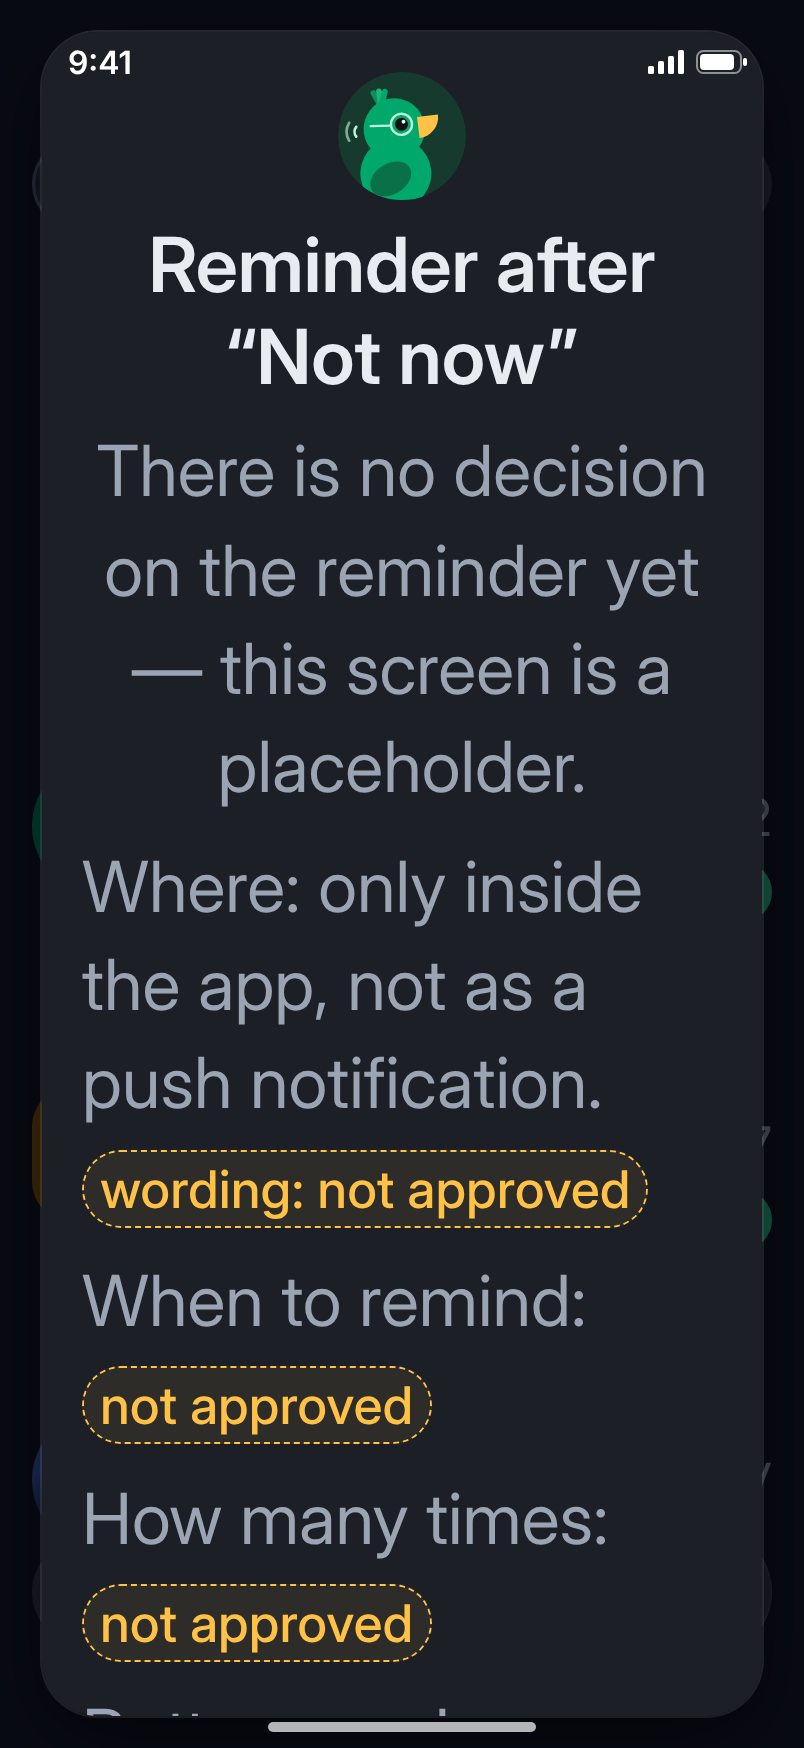 9:41
Reminder after
“Not now”
There is no decision
on the reminder yet
— this screen is a
placeholder.
Where: only inside
the app, not as a
push notification.
wording: not approved
When to remind:
not approved
How many times:
not approved